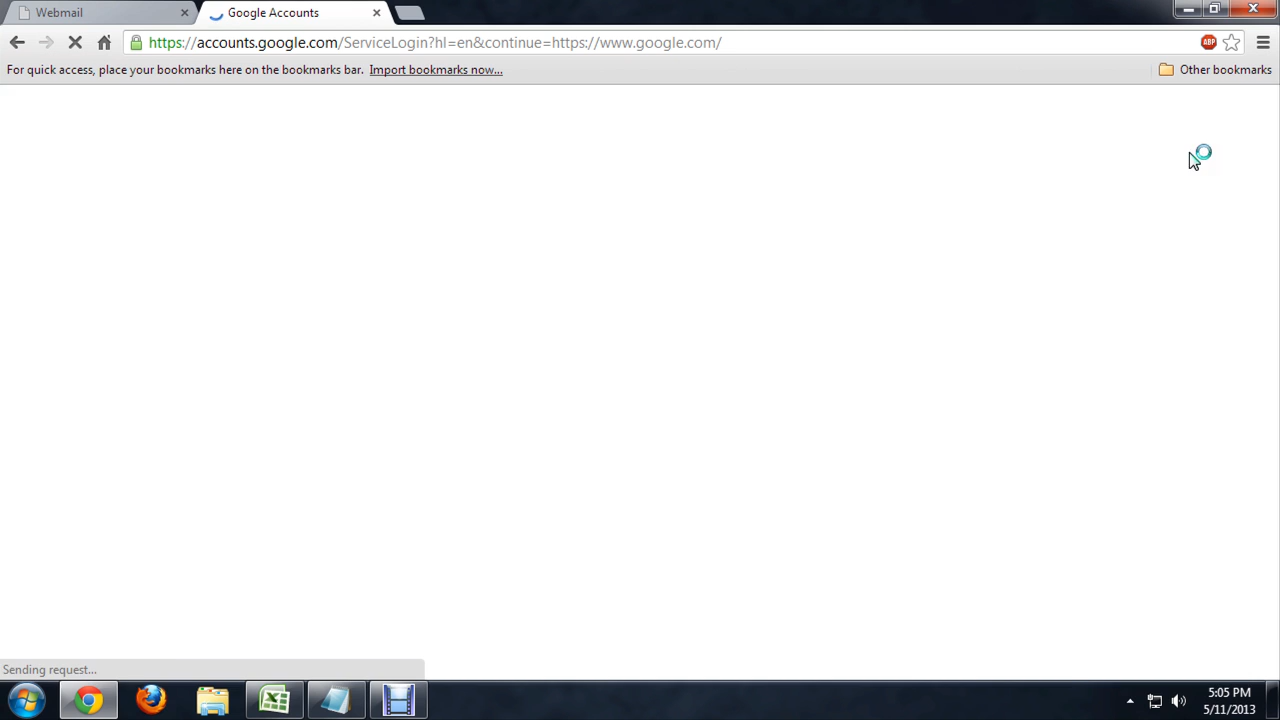 Webmail
Google Accounts
https://accounts.google.com/ServiceLogin?hl=en&continue=https://www.google.com/
ABP
For quick access, place your bookmarks here on the bookmarks bar. Import bookmarks now...
Other bookmarks
Sending request...
5:05 PM
5/11/2013